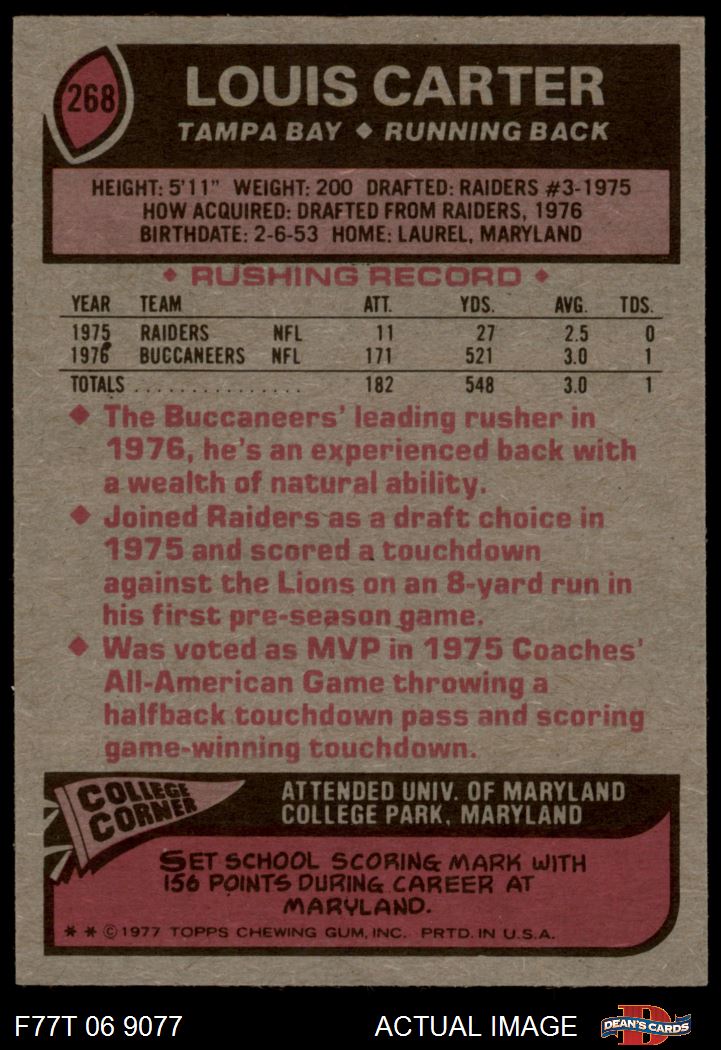 268
LOUIS CARTER
TAMPA BAY ◆ RUNNING BACK
HEIGHT: 5'11" WEIGHT: 200 DRAFTED: RAIDERS #3-1975
HOW ACQUIRED: DRAFTED FROM RAIDERS, 1976
BIRTHDATE: 2-6-53 HOME: LAUREL, MARYLAND
◆ RUSHING RECORD ◆
YEAR TEAM ATT. YDS. AVG. TDS.
1975 RAIDERS NFL 11 27 2.5 0
1976 BUCCANEERS NFL 171 521 3.0 1
TOTALS . . . . . . . . . . . . . . . 182 548 3.0 1
◆ The Buccaneers' leading rusher in
1976, he's an experienced back with
a wealth of natural ability.
◆ Joined Raiders as a draft choice in
1975 and scored a touchdown
against the Lions on an 8-yard run in
his first pre-season game.
◆ Was voted as MVP in 1975 Coaches'
All-American Game throwing a
halfback touchdown pass and scoring
game-winning touchdown.
COLLEGE
CORNER
ATTENDED UNIV. OF MARYLAND
COLLEGE PARK, MARYLAND
SET SCHOOL SCORING MARK WITH
156 POINTS DURING CAREER AT
MARYLAND.
* * © 1977 TOPPS CHEWING GUM, INC. PRTD. IN U.S.A.
F77T 06 9077 ACTUAL IMAGE
D
DEAN'S CARDS